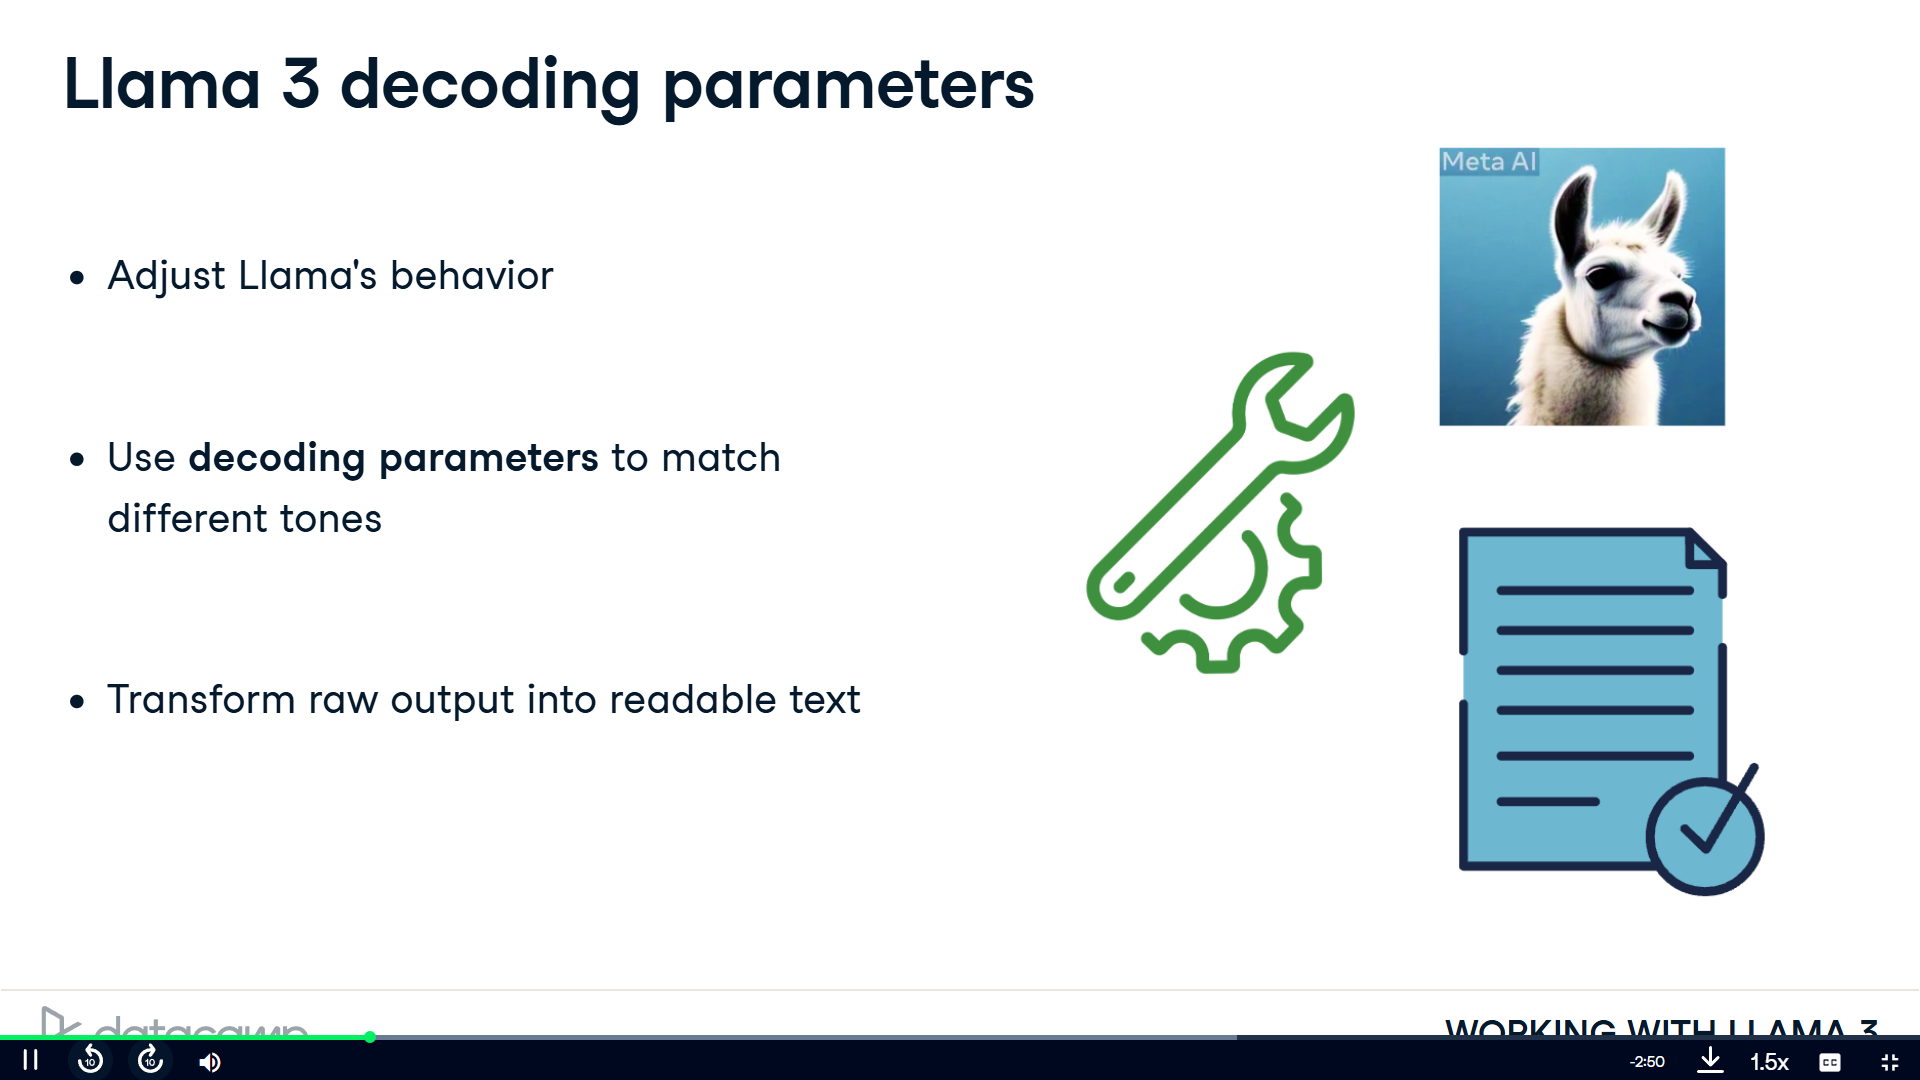 Llama 3 decoding parameters
Meta AI
• Adjust Llama's behavior
• Use decoding parameters to match
different tones
• Transform raw output into readable text
datacamp
WORKING WITH LLAMA 3
10
10
-2:50
1.5x
CC